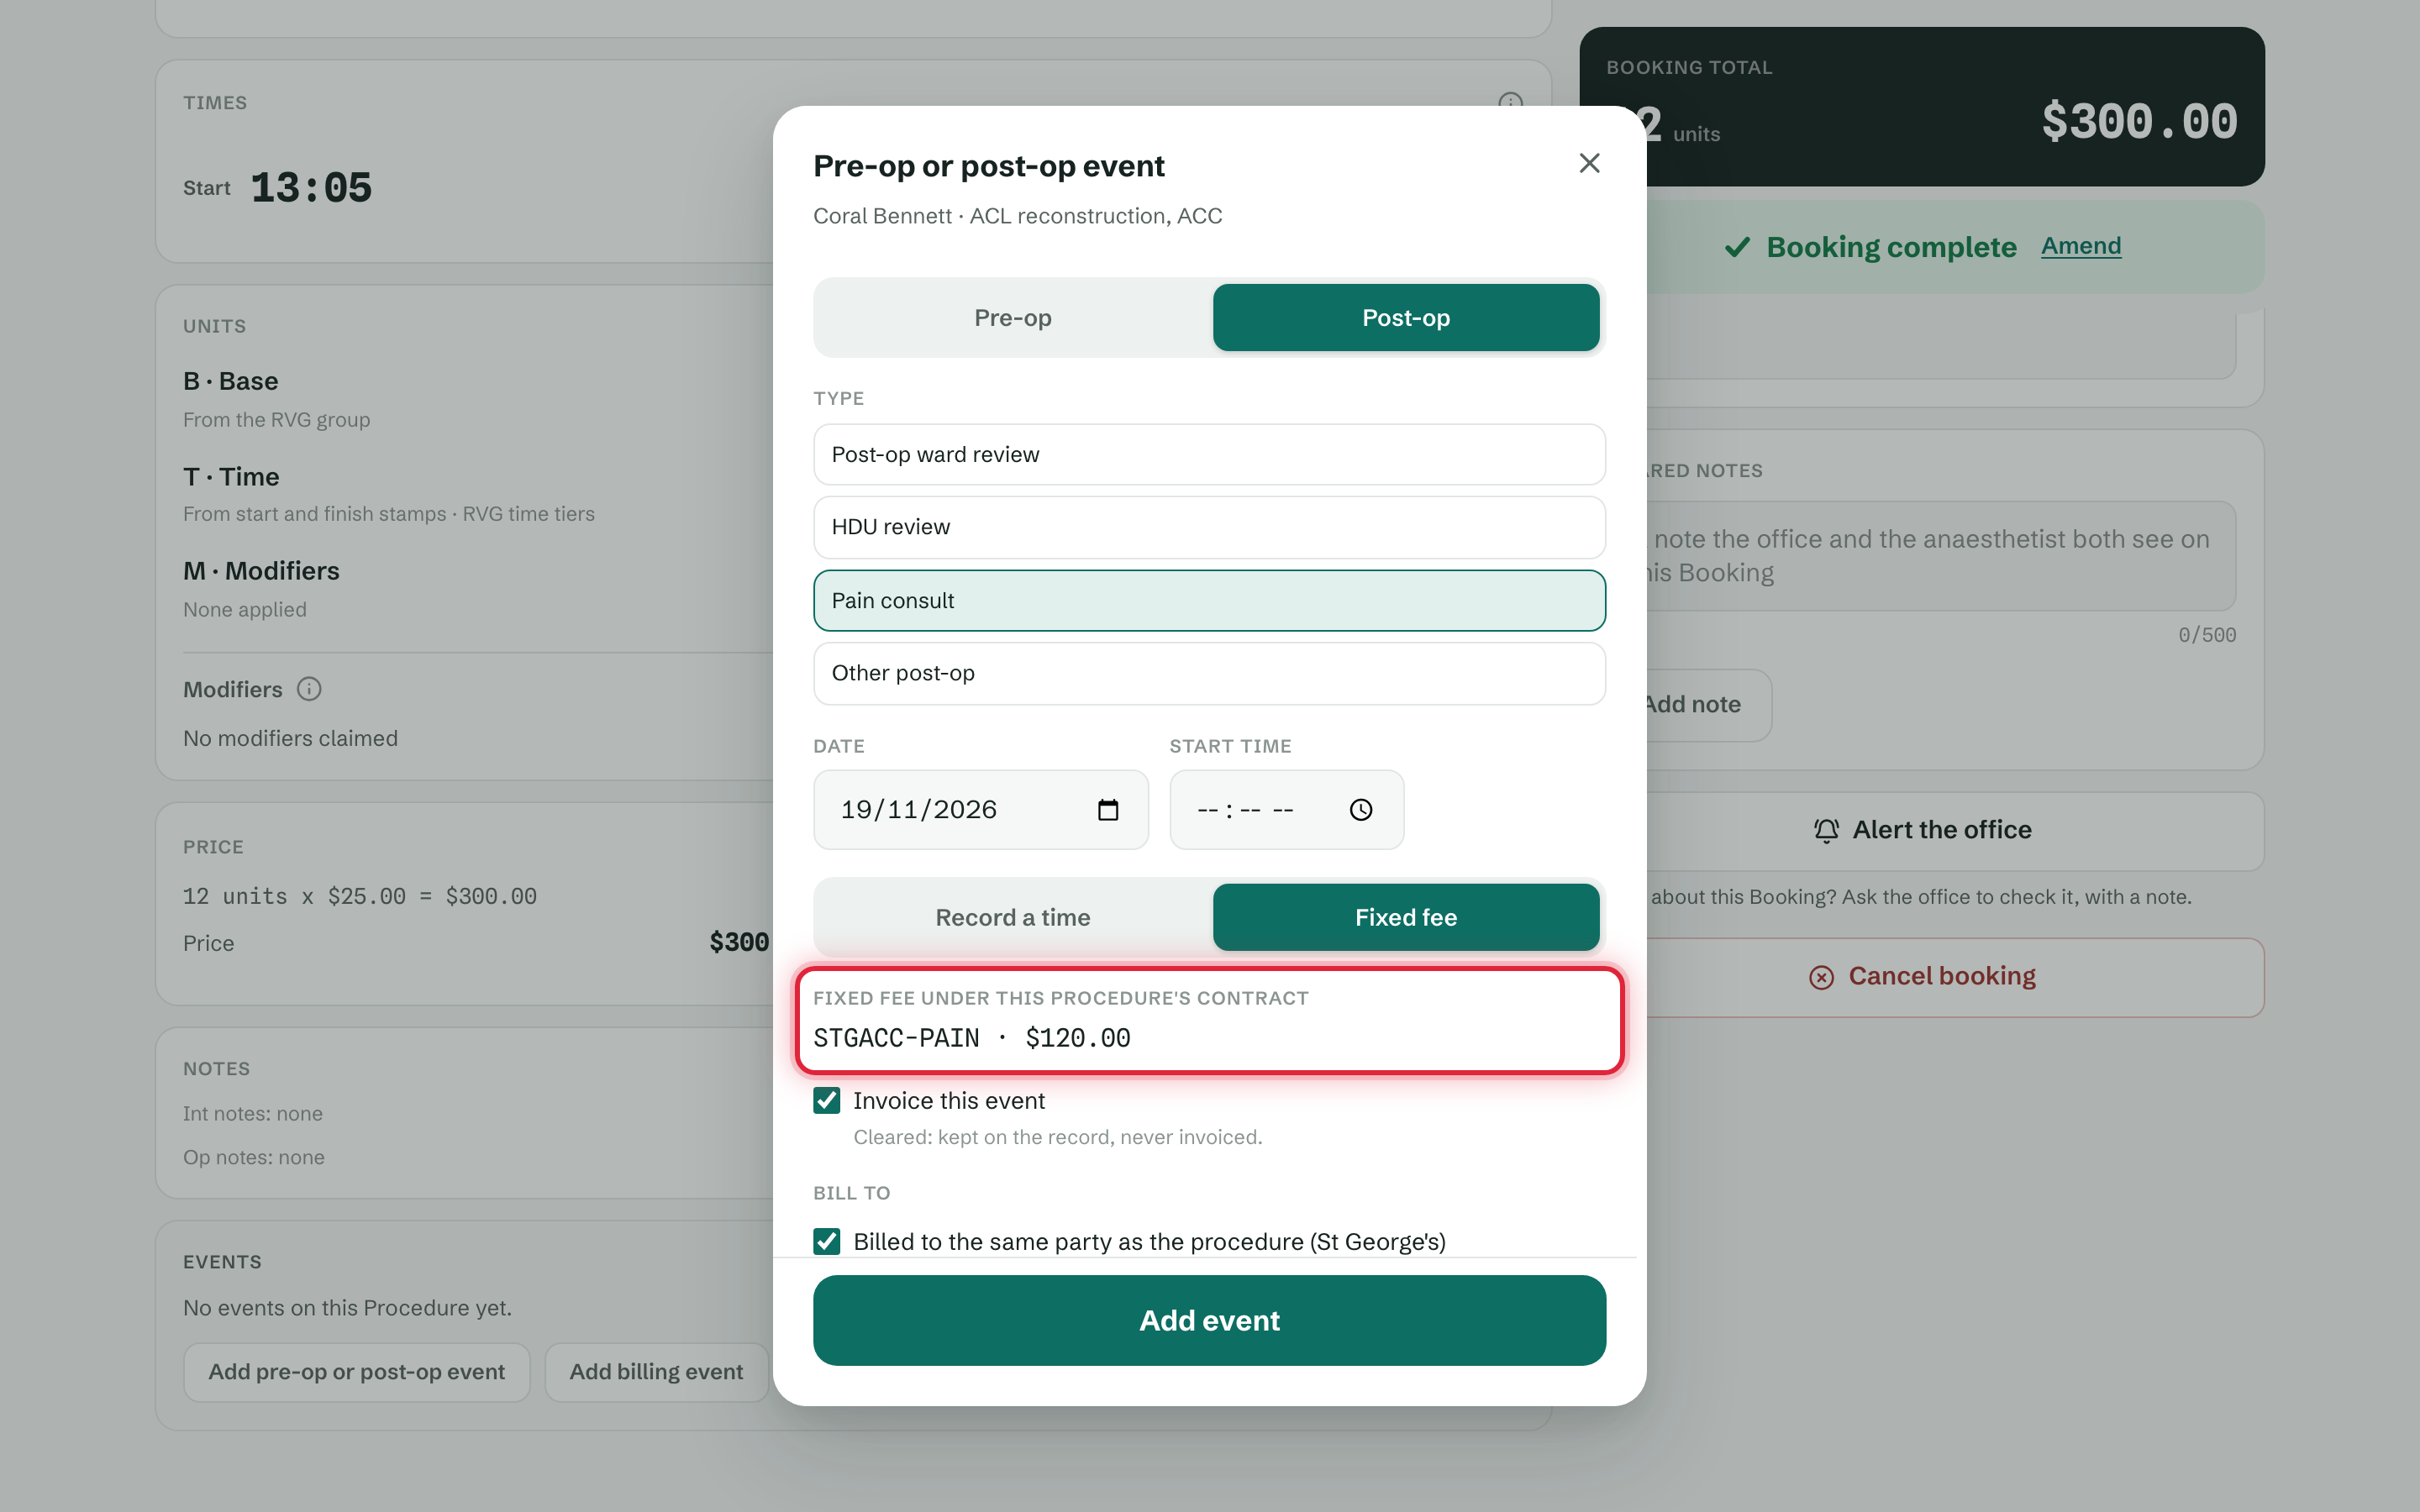 TIMES
Start 13:05
UNITS
B · Base
From the RVG group
T · Time
From start and finish stamps · RVG time tiers
M · Modifiers
None applied
Modifiers
No modifiers claimed
PRICE
12 units x $25.00 = $300.00
Price $300
NOTES
Int notes: none
Op notes: none
EVENTS
No events on this Procedure yet.
Add pre-op or post-op event
Add billing event
Pre-op or post-op event
Coral Bennett · ACL reconstruction, ACC
Pre-op
Post-op
TYPE
Post-op ward review
HDU review
Pain consult
Other post-op
DATE
START TIME
19/11/2026
--:-- --
Record a time
Fixed fee
FIXED FEE UNDER THIS PROCEDURE'S CONTRACT
STGACC-PAIN · $120.00
Invoice this event
Cleared: kept on the record, never invoiced.
BILL TO
Billed to the same party as the procedure (St George's)
Add event
BOOKING TOTAL
2 units
$300.00
Booking complete
Amend
NOTES
note the office and the anaesthetist both see on
Booking
0/500
Add note
Alert the office
about this Booking? Ask the office to check it, with a note.
Cancel booking